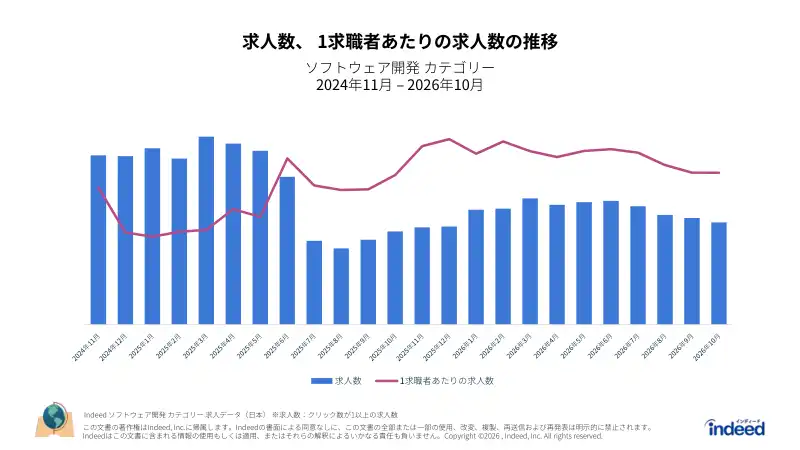 求人数、 1求職者あたりの求人数の推移
ソフトウェア開発 カテゴリー
2024年11月 – 2026年10月
2024年11月
2024年12月
2025年1月
2025年2月
2025年3月
2025年4月
2025年5月
2025年6月
2025年7月
2025年8月
2025年9月
2025年10月
2025年11月
2025年12月
2026年1月
2026年2月
2026年3月
2026年4月
2026年5月
2026年6月
2026年7月
2026年8月
2026年9月
2026年10月
求人数
1求職者あたりの求人数
Indeed ソフトウェア開発 カテゴリー 求人データ（日本） ※求人数：クリック数が1以上の求人数
この文書の著作権はIndeed, Inc.に帰属します。Indeedの書面による同意なしに、この文書の全部または一部の使用、改変、複製、再送信および再発表は明示的に禁止されます。
Indeedはこの文書に含まれる情報の使用もしくは適用、またはそれらの解釈によるいかなる責任も負いません。Copyright ©2026 , Indeed, Inc. All rights reserved.
インディード
indeed